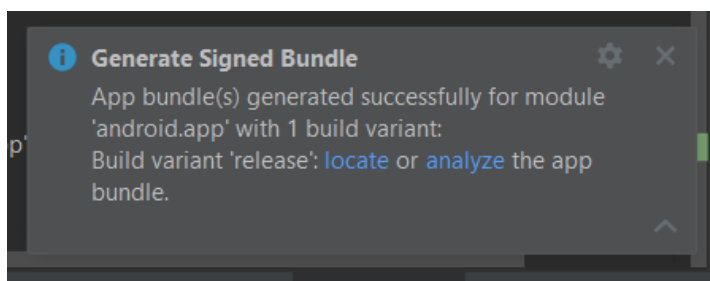 Generate Signed Bundle
App bundle(s) generated successfully for module
'android.app' with 1 build variant:
Build variant 'release': locate or analyze the app
bundle.
p'